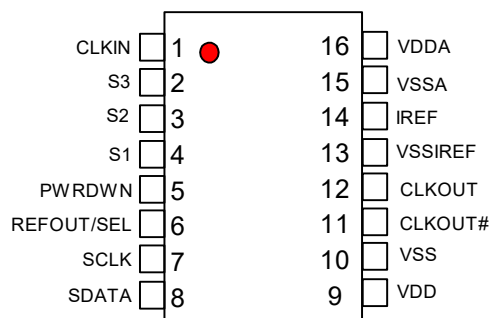 CLKIN 1 16 VDDA
S3 2 15 VSSA
S2 3 14 IREF
S1 4 13 VSSIREF
PWRDWN 5 12 CLKOUT
REFOUT/SEL 6 11 CLKOUT#
SCLK 7 10 VSS
SDATA 8 9 VDD